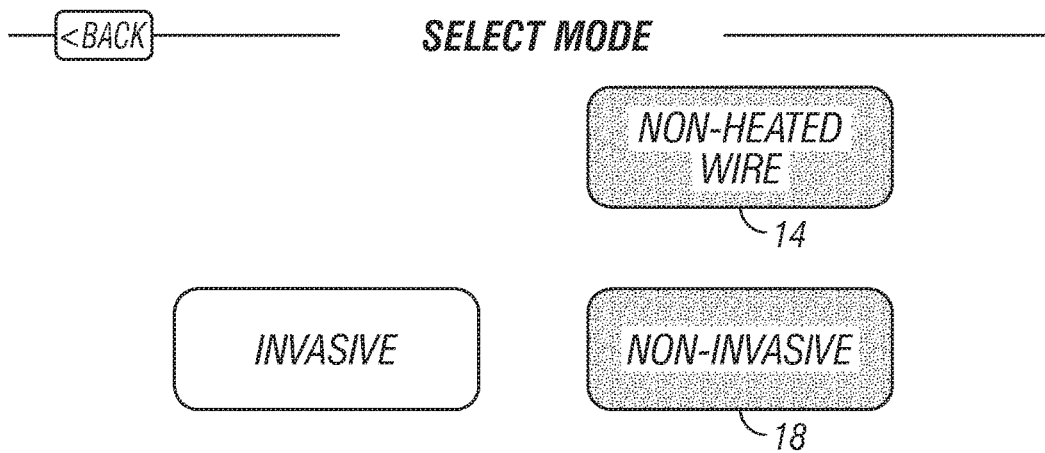 <BACK SELECT MODE
NON-HEATED
WIRE
14
INVASIVE NON-INVASIVE
18